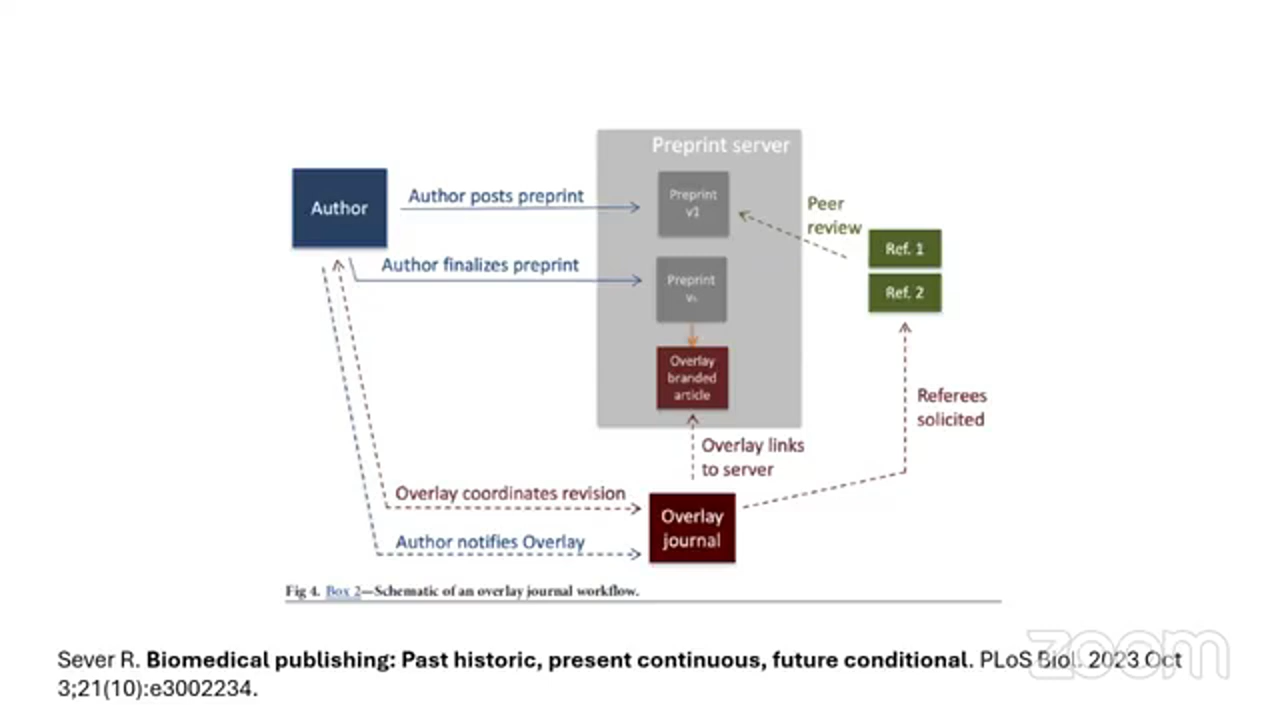 Preprint server
Author
Author posts preprint
Preprint
v1
Peer
review
Ref. 1
Author finalizes preprint
Preprint
Ref. 2
Overlay
branded
article
Referees
solicited
Overlay links
to server
Overlay coordinates revision
Overlay
journal
Author notifies Overlay
Fig 4. Box 2—Schematic of an overlay journal workflow.
Sever R. Biomedical publishing: Past historic, present continuous, future conditional. PLoS Biol. 2023 Oct
3;21(10):e3002234.
zoom